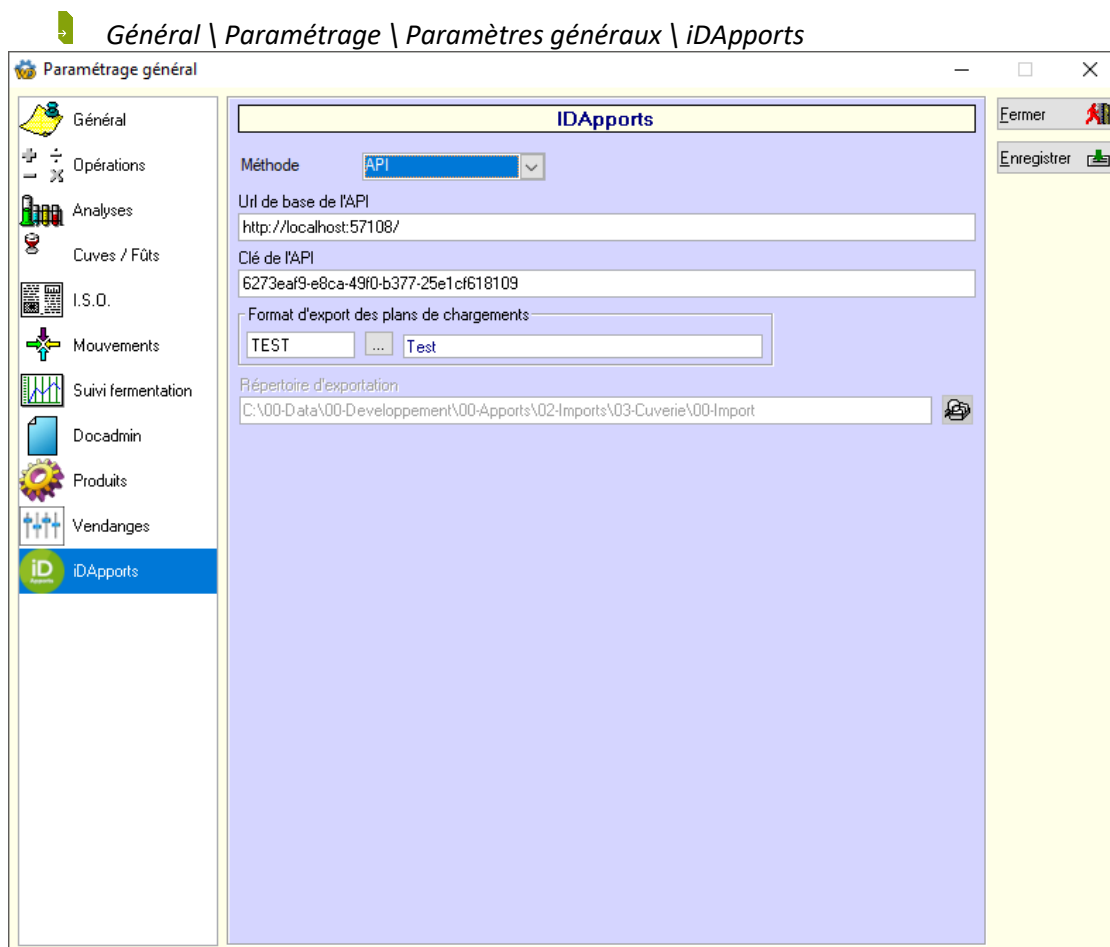 Général \ Paramétrage \ Paramètres généraux \ iDApports
Paramétrage général
Général
Opérations
Analyses
Cuves / Fûts
I.S.O.
Mouvements
Suivi fermentation
Docadmin
Produits
Vendanges
iD
iDApports
IDApports
Méthode API
Url de base de l'API
http://localhost:57108/
Clé de l'API
6273eaf9-e8ca-49f0-b377-25e1cf618109
Format d'export des plans de chargements
TEST ... Test
Répertoire d'exportation
C:\00-Data\00-Developpement\00-Apports\02-Imports\03-Cuverie\00-Import
Fermer
Enregistrer